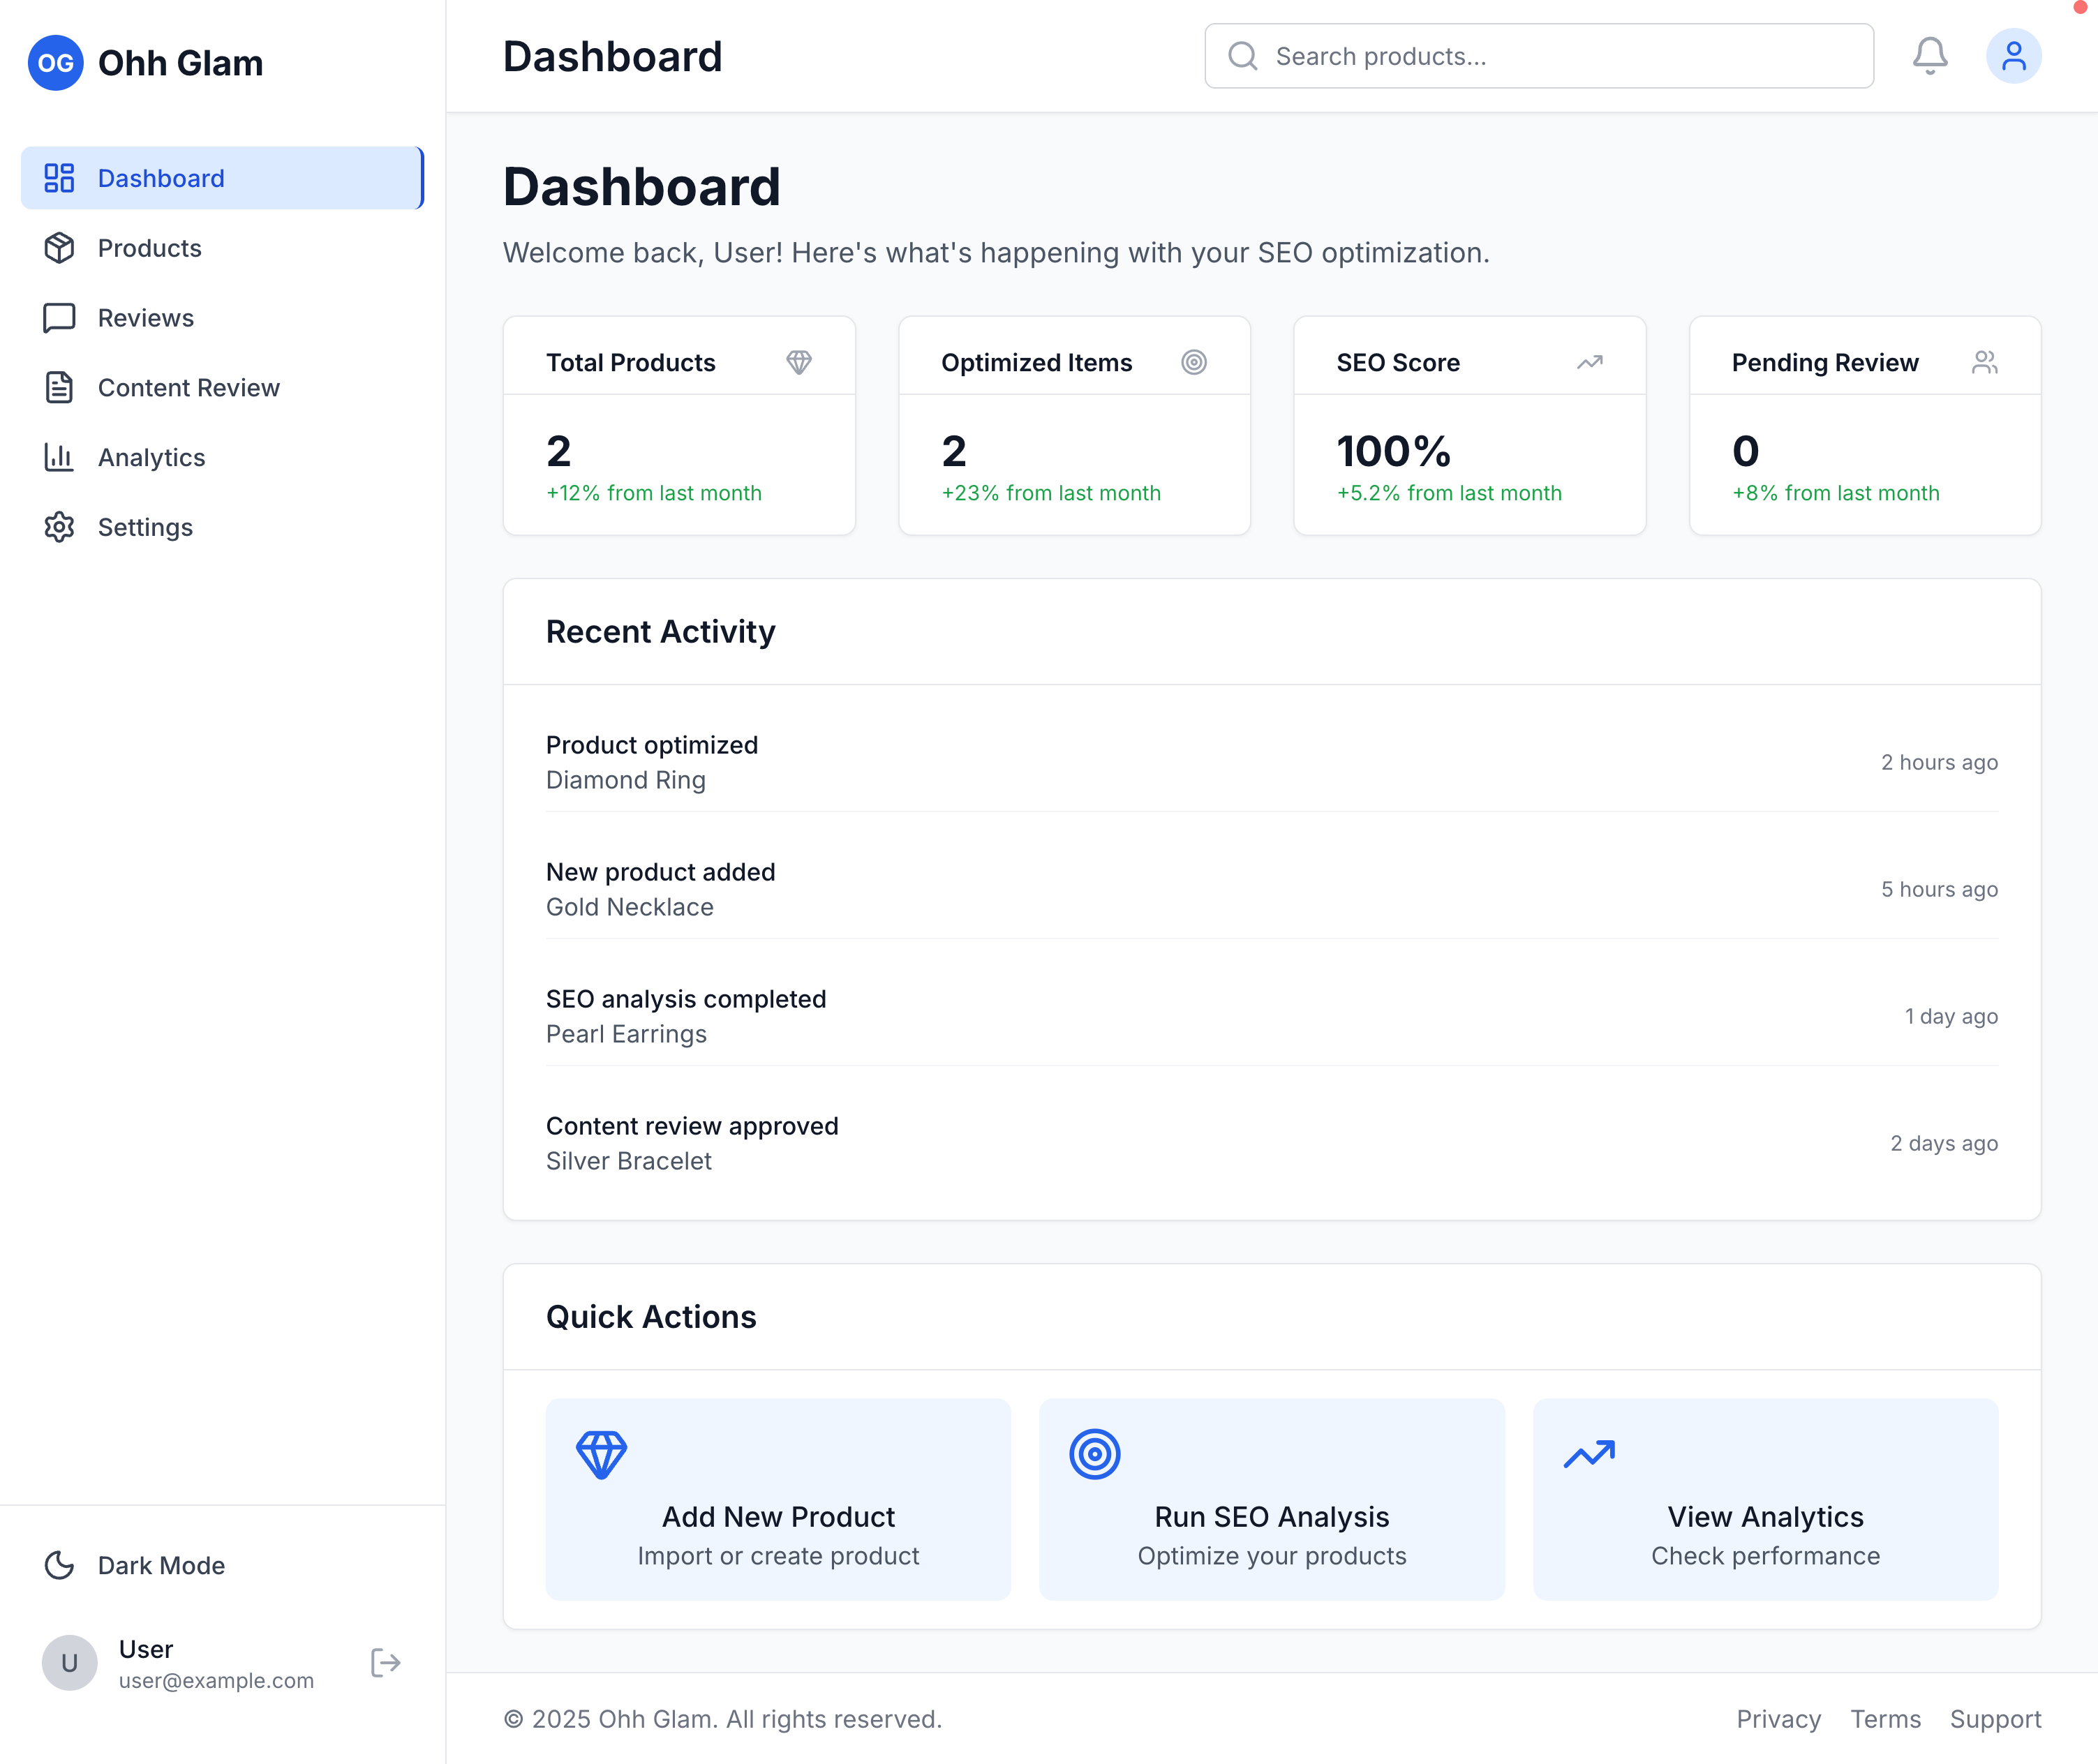 OG Ohh Glam
Dashboard
Products
Reviews
Content Review
Analytics
Settings
Dark Mode
U
User
user@example.com
Dashboard
Search products...
Dashboard
Welcome back, User! Here's what's happening with your SEO optimization.
Total Products
2
+12% from last month
Optimized Items
2
+23% from last month
SEO Score
100%
+5.2% from last month
Pending Review
0
+8% from last month
Recent Activity
Product optimized
Diamond Ring
2 hours ago
New product added
Gold Necklace
5 hours ago
SEO analysis completed
Pearl Earrings
1 day ago
Content review approved
Silver Bracelet
2 days ago
Quick Actions
Add New Product
Import or create product
Run SEO Analysis
Optimize your products
View Analytics
Check performance
© 2025 Ohh Glam. All rights reserved.
Privacy Terms Support